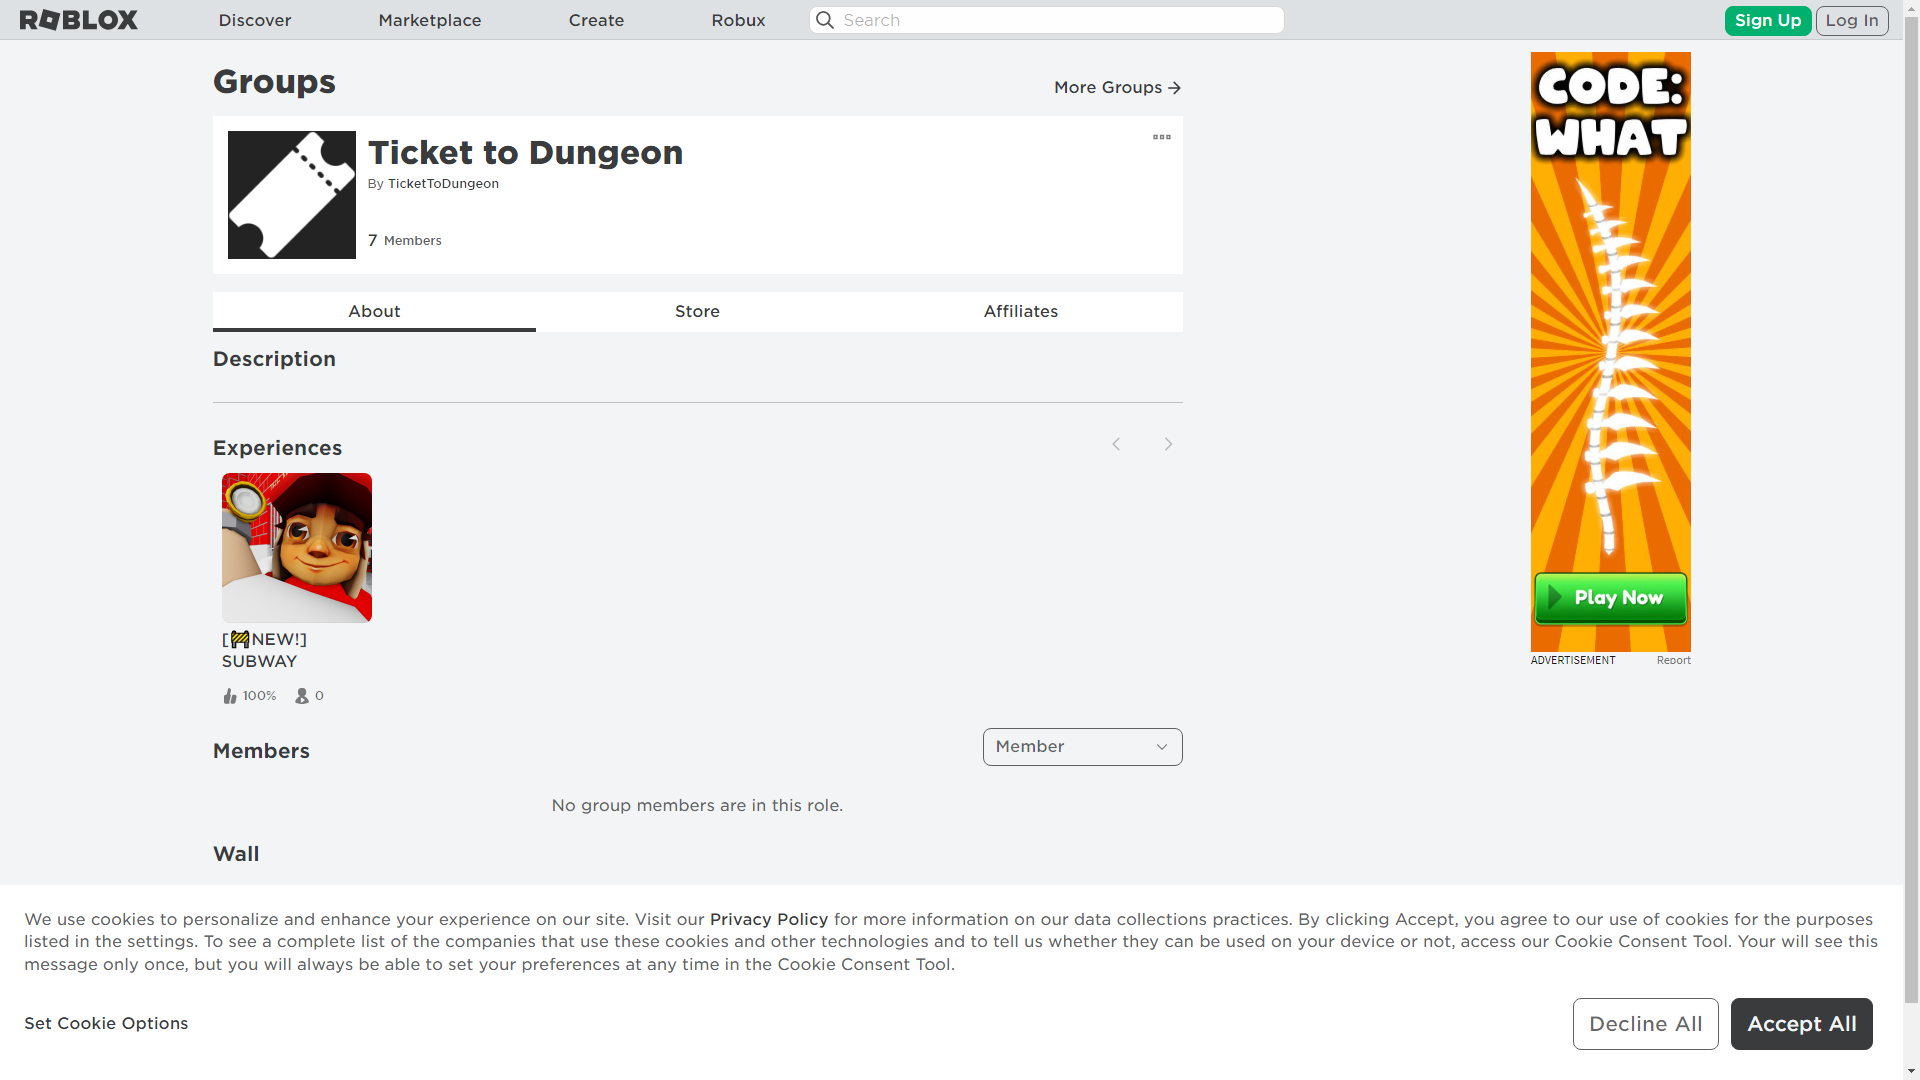 ROBLOX
Discover
Marketplace
Create
Robux
Search
Sign Up
Log In
Groups
More Groups
Ticket to Dungeon
By TicketToDungeon
7 Members
About
Store
Affiliates
Description
Experiences
[🚧NEW!]
SUBWAY
100%
0
Members
Member
No group members are in this role.
Wall
CODE:
WHAT
Play Now
ADVERTISEMENT
Report
We use cookies to personalize and enhance your experience on our site. Visit our Privacy Policy for more information on our data collections practices. By clicking Accept, you agree to our use of cookies for the purposes
listed in the settings. To see a complete list of the companies that use these cookies and other technologies and to tell us whether they can be used on your device or not, access our Cookie Consent Tool. Your will see this
message only once, but you will always be able to set your preferences at any time in the Cookie Consent Tool.
Set Cookie Options
Decline All
Accept All